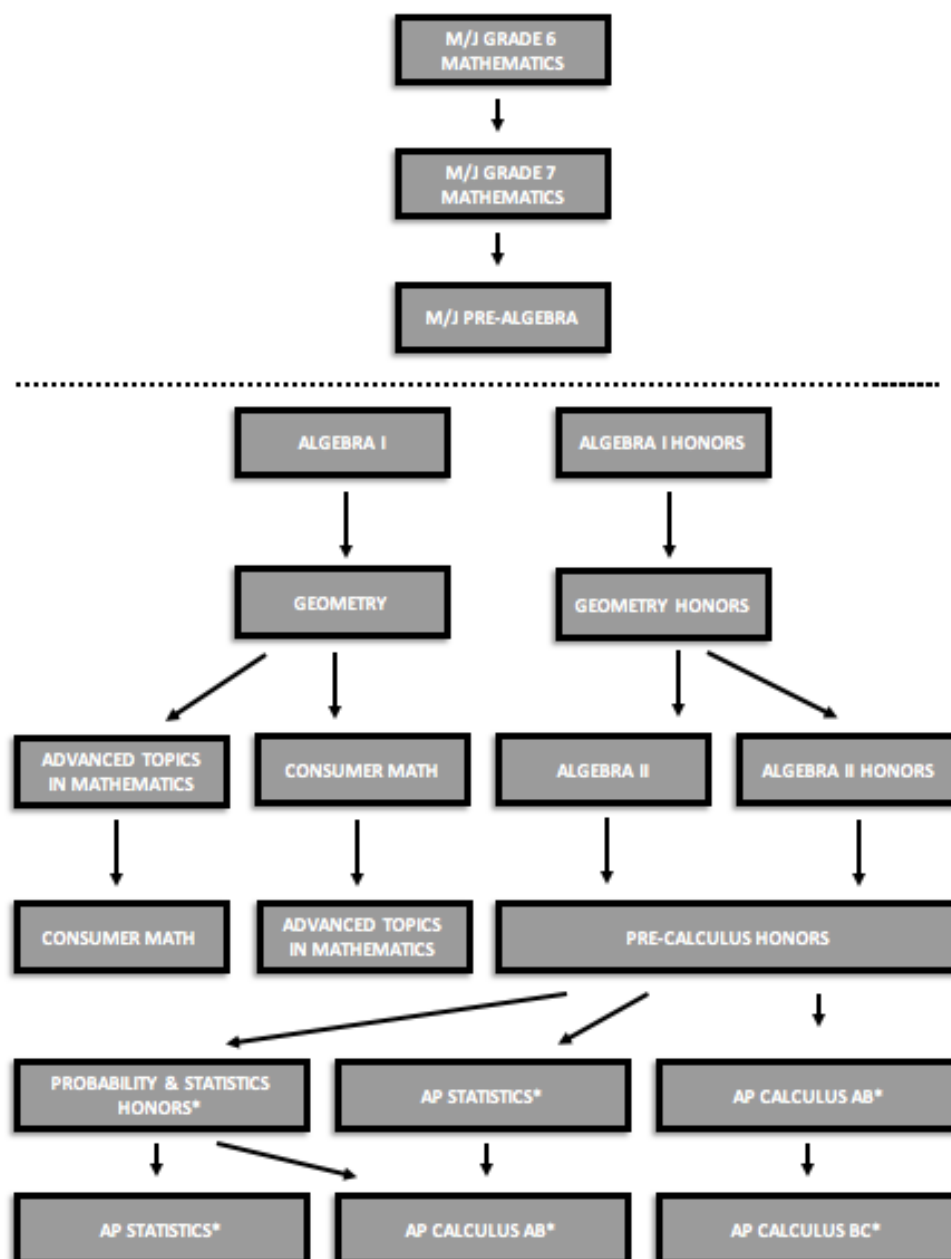 M/J GRADE 6
MATHEMATICS
M/J GRADE 7
MATHEMATICS
M/J PRE-ALGEBRA
ALGEBRA I
ALGEBRA I HONORS
GEOMETRY
GEOMETRY HONORS
ADVANCED TOPICS
IN MATHEMATICS
CONSUMER MATH
ALGEBRA II
ALGEBRA II HONORS
CONSUMER MATH
ADVANCED TOPICS
IN MATHEMATICS
PRE-CALCULUS HONORS
PROBABILITY & STATISTICS
HONORS*
AP STATISTICS*
AP CALCULUS AB*
AP STATISTICS*
AP CALCULUS AB*
AP CALCULUS BC*